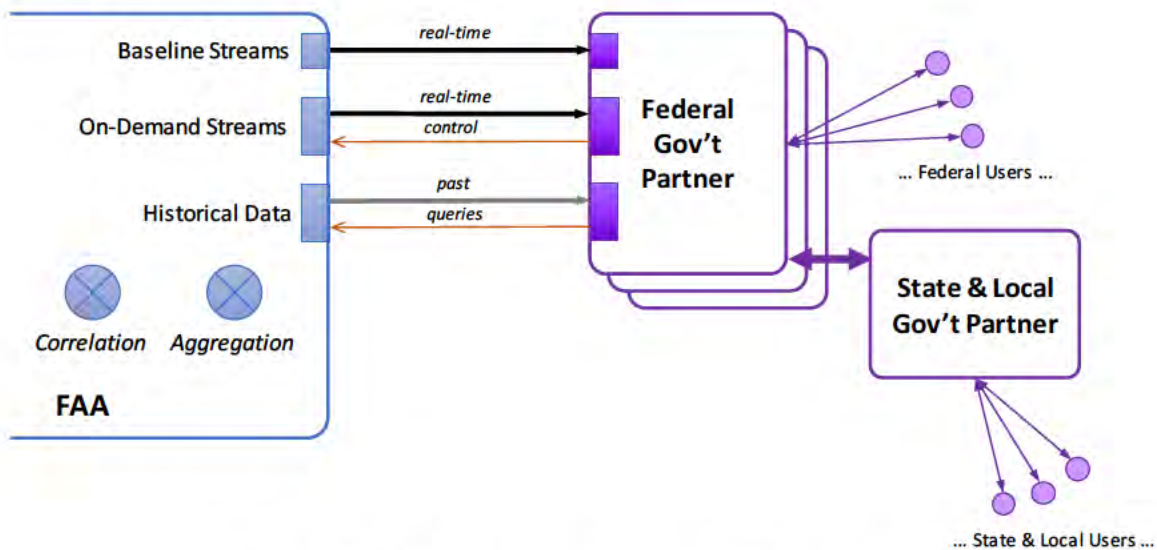 Baseline Streams
real-time
On-Demand Streams
real-time
control
Historical Data
past
queries
Correlation
Aggregation
FAA
Federal
Gov’t
Partner
... Federal Users ...
State & Local
Gov’t Partner
... State & Local Users ...